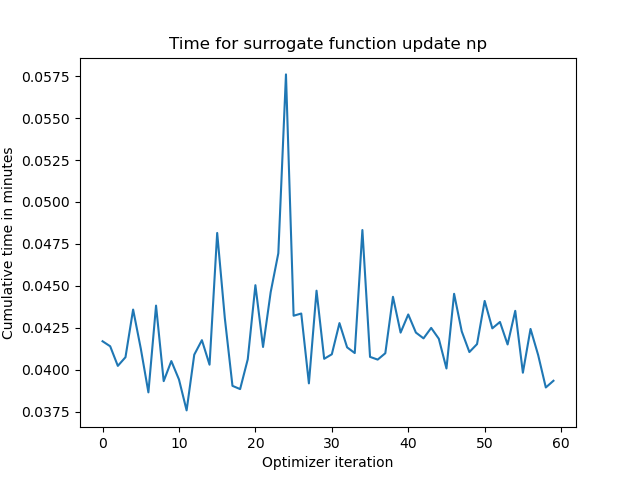 Time for surrogate function update np
Cumulative time in minutes
0.0575
0.0550
0.0525
0.0500
0.0475
0.0450
0.0425
0.0400
0.0375
0 10 20 30 40 50 60
Optimizer iteration